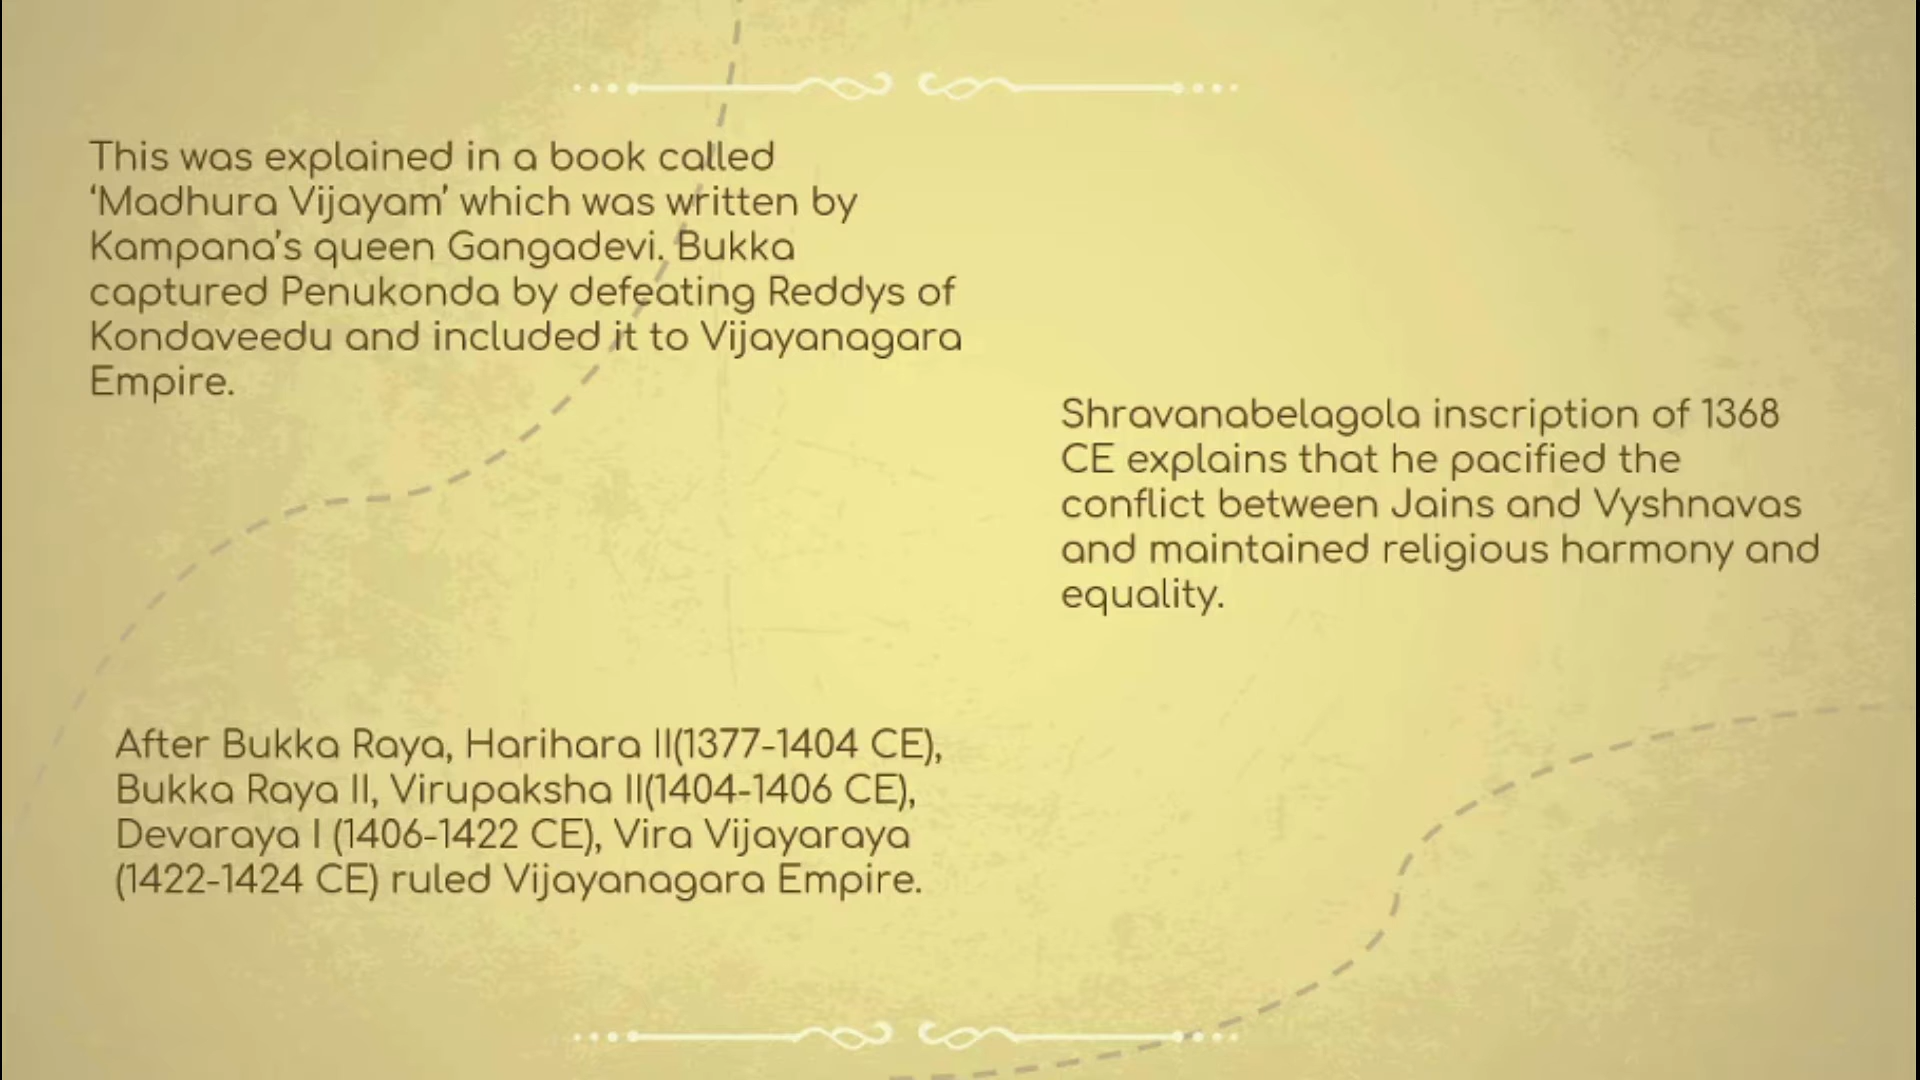 This was explained in a book called
‘Madhura Vijayam’ which was written by
Kampana’s queen Gangadevi. Bukka
captured Penukonda by defeating Reddys of
Kondaveedu and included it to Vijayanagara
Empire.
Shravanabelagola inscription of 1368
CE explains that he pacified the
conflict between Jains and Vyshnavas
and maintained religious harmony and
equality.
After Bukka Raya, Harihara II(1377-1404 CE),
Bukka Raya II, Virupaksha II(1404-1406 CE),
Devaraya I (1406-1422 CE), Vira Vijayaraya
(1422-1424 CE) ruled Vijayanagara Empire.